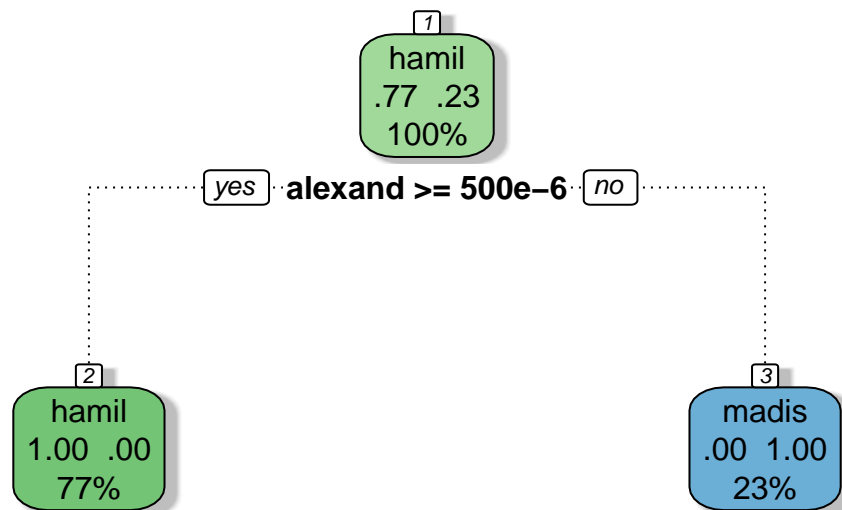 1
hamil
.77 .23
100%
yes alexand >= 500e−6 no
2
hamil
1.00 .00
77%
3
madis
.00 1.00
23%